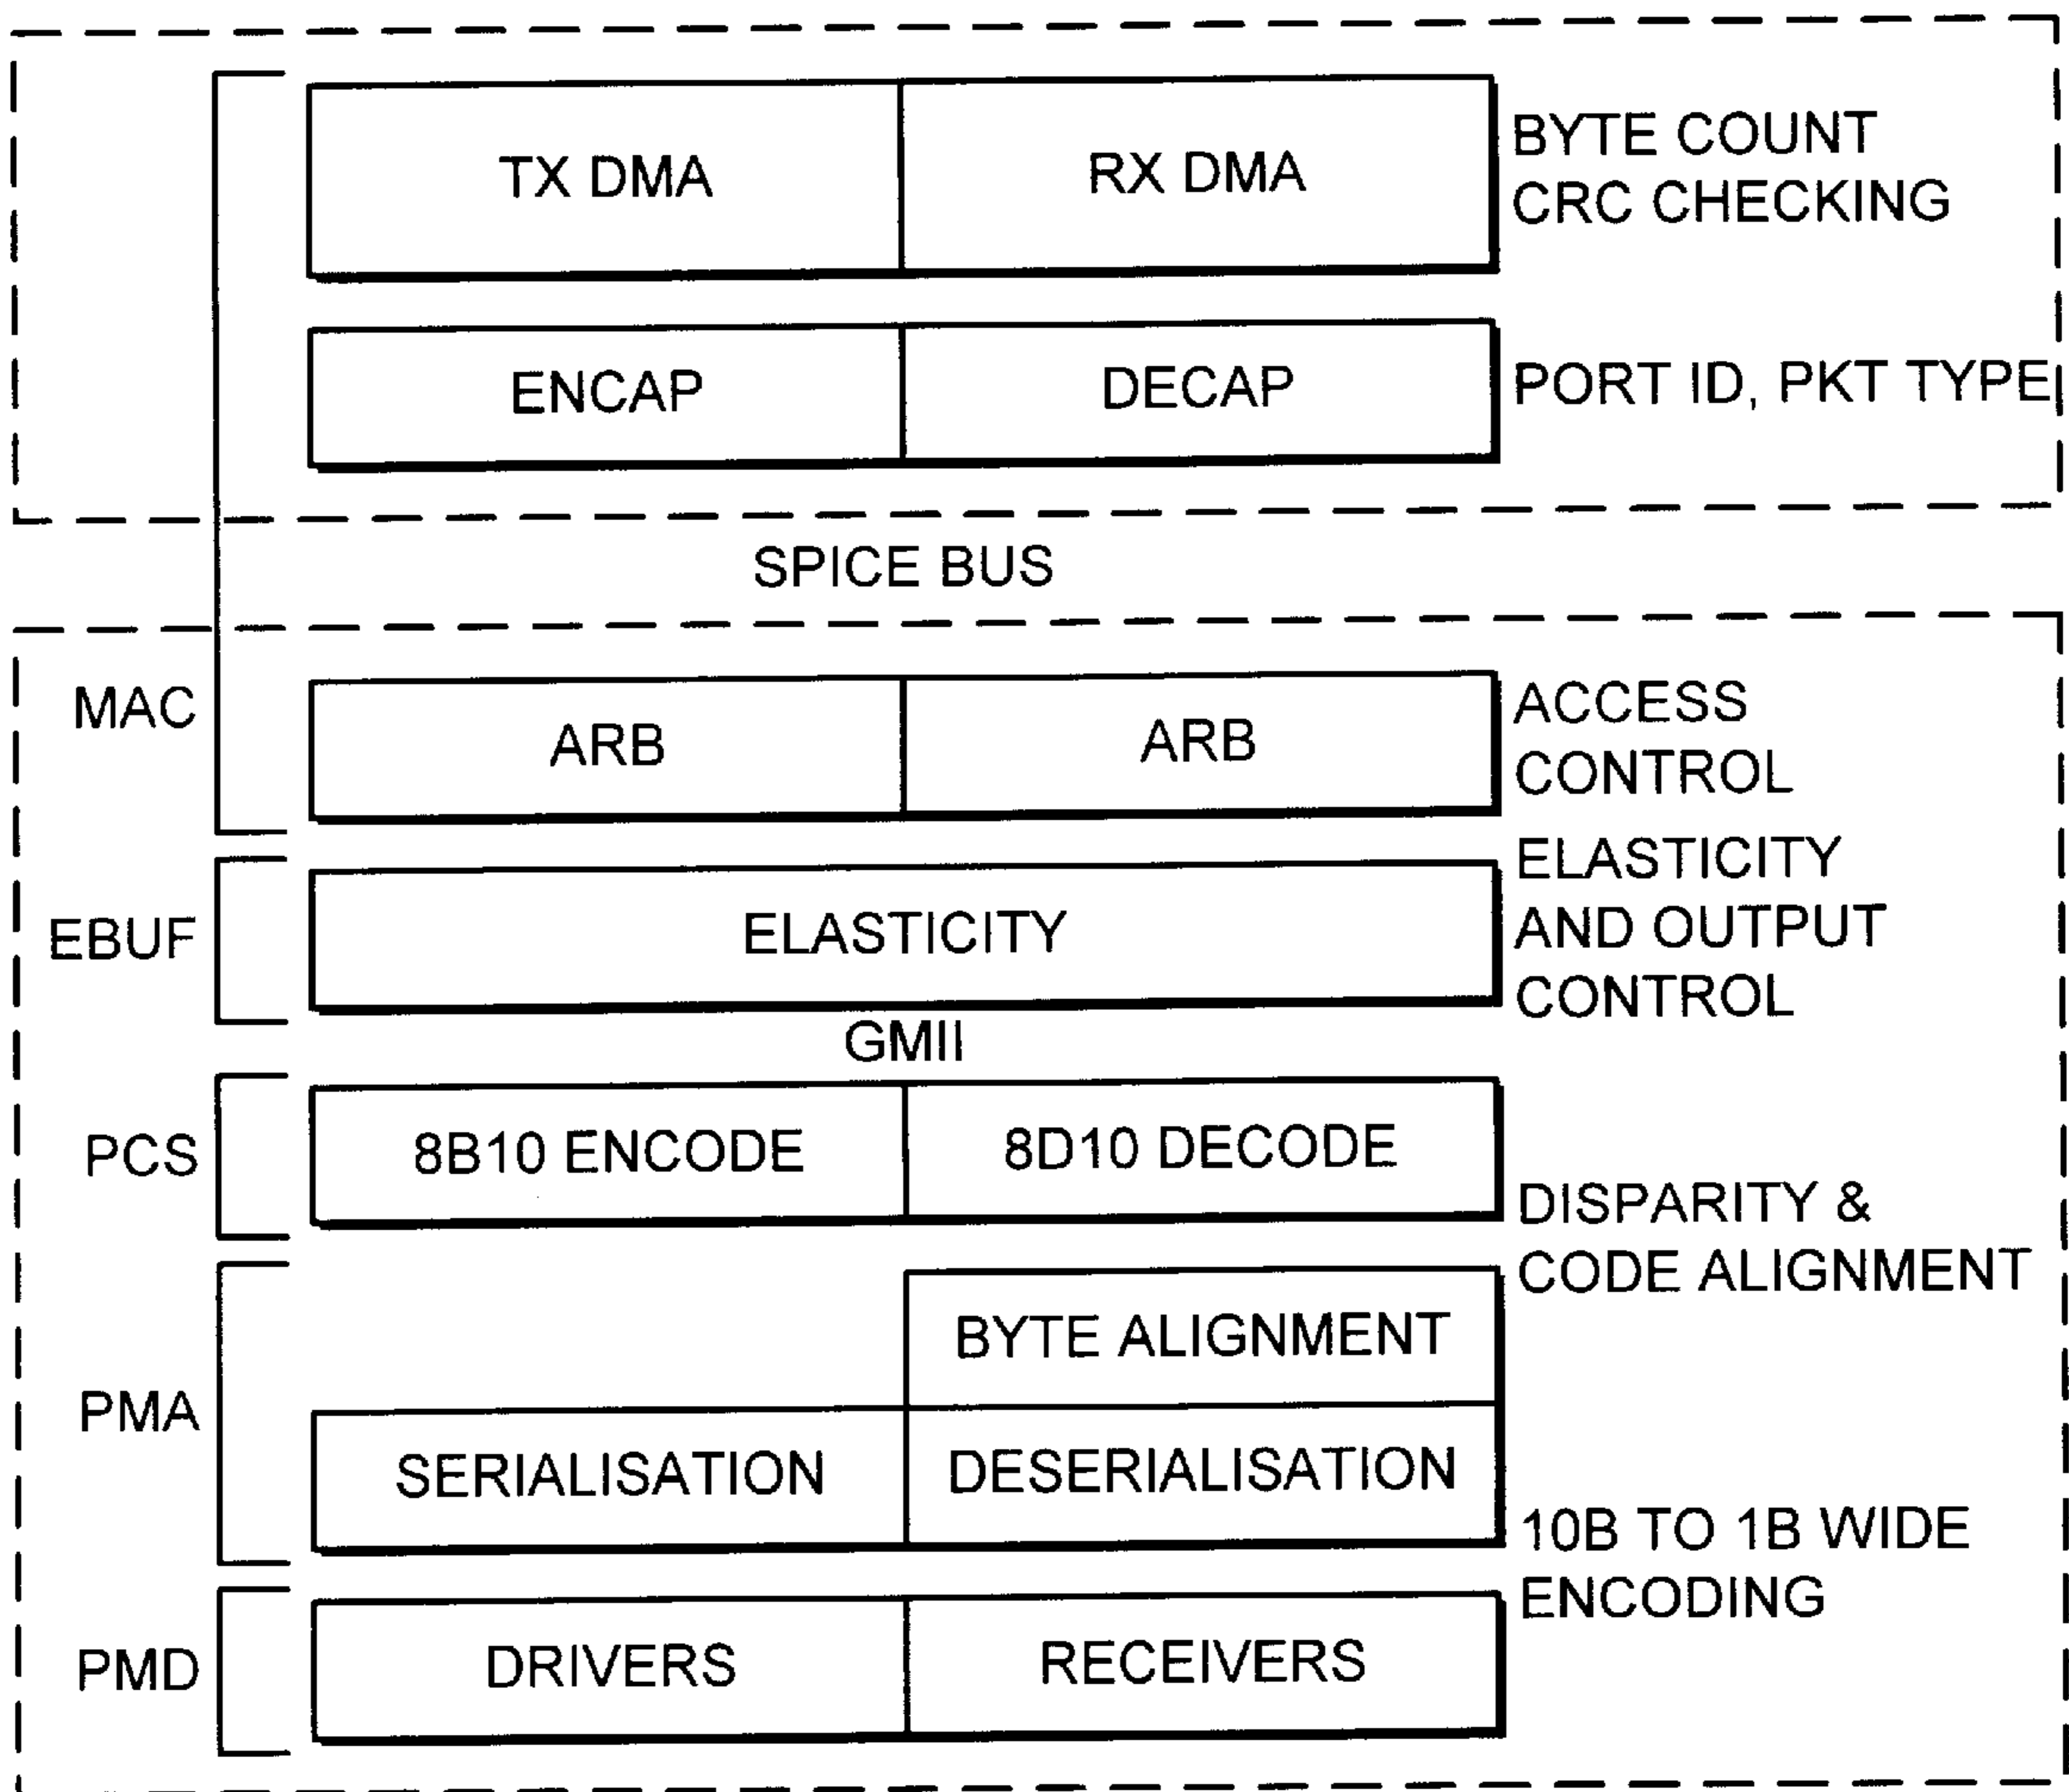 TX DMA
RX DMA
BYTE COUNT
CRC CHECKING
ENCAP
DECAP
PORT ID, PKT TYPE
SPICE BUS
MAC
ARB
ARB
ACCESS
CONTROL
EBUF
ELASTICITY
ELASTICITY
AND OUTPUT
CONTROL
GMII
PCS
8B10 ENCODE
8D10 DECODE
DISPARITY &
CODE ALIGNMENT
PMA
BYTE ALIGNMENT
SERIALISATION
DESERIALISATION
10B TO 1B WIDE
ENCODING
PMD
DRIVERS
RECEIVERS